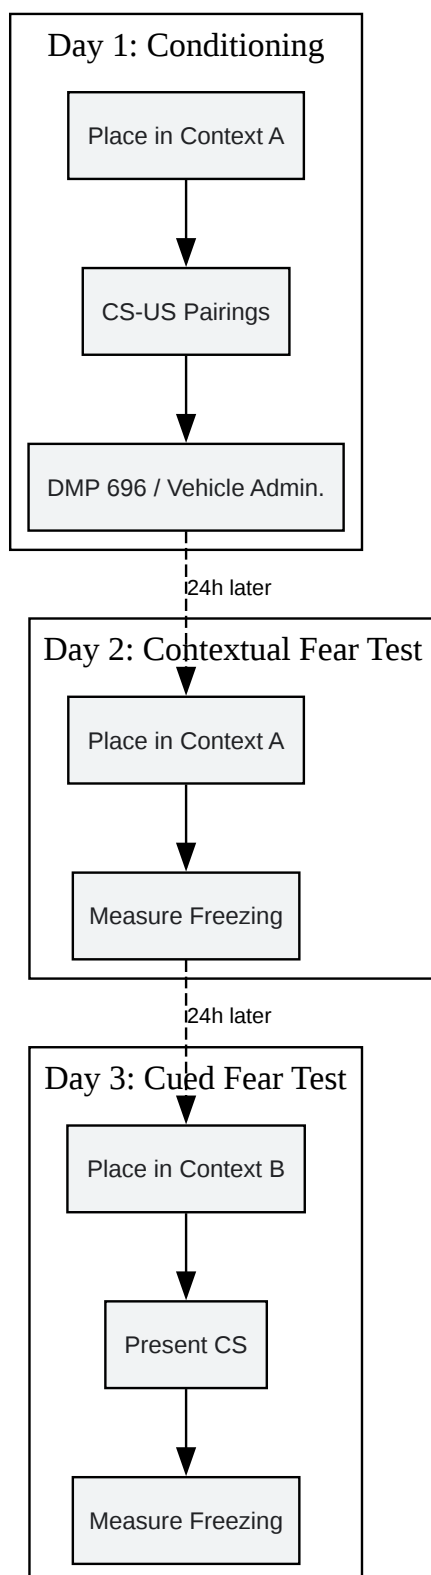 Day 1: Conditioning
Place in Context A
CS-US Pairings
DMP 696 / Vehicle Admin.
24h later
Day 2: Contextual Fear Test
Place in Context A
Measure Freezing
24h later
Day 3: Cued Fear Test
Place in Context B
Present CS
Measure Freezing